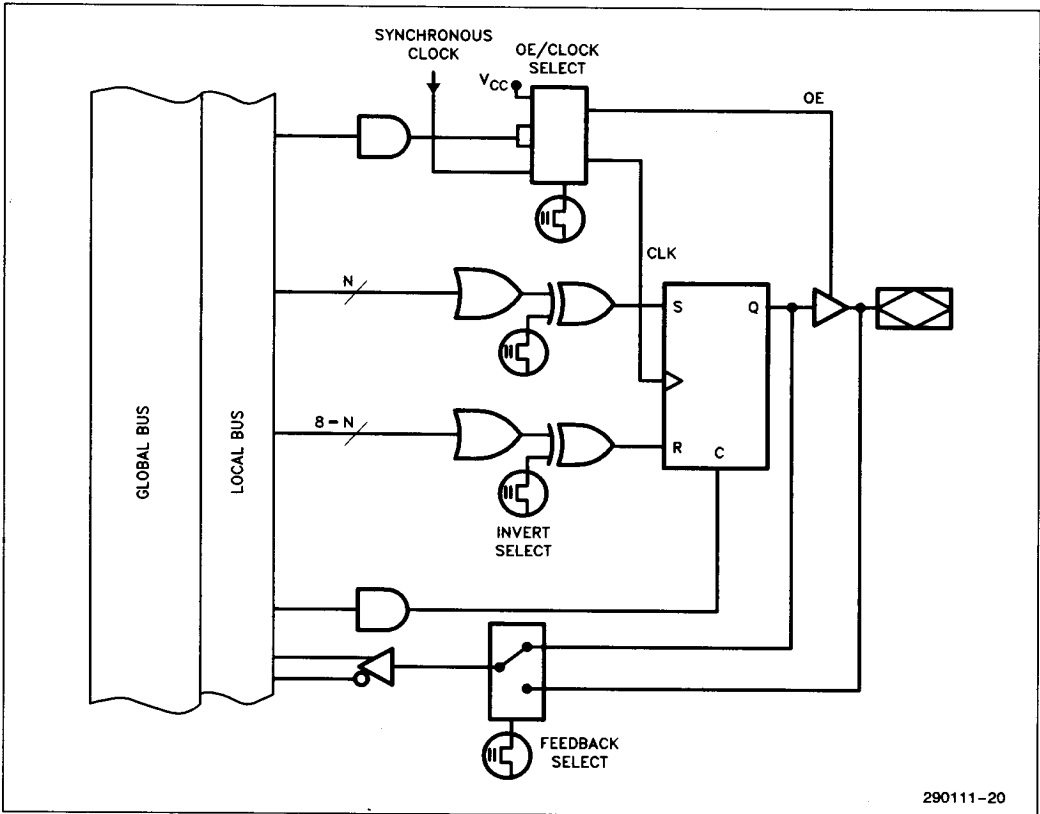 SYNCHRONOUS
CLOCK
OE/CLOCK
SELECT
VCC
OE
CLK
N
S
Q
8-N
R
C
GLOBAL BUS
LOCAL BUS
INVERT
SELECT
FEEDBACK
SELECT
290111-20